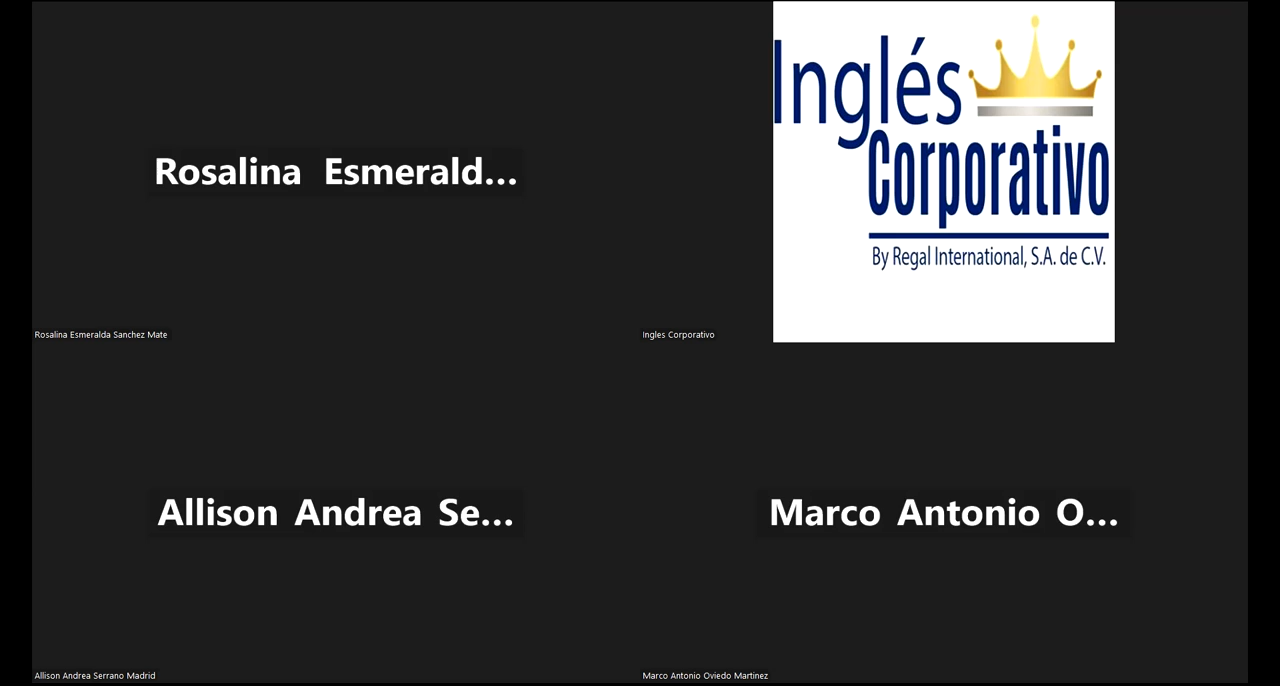 Rosalina Esmerald...
Rosalina Esmeralda Sanchez Mate
Inglés
Corporativo
By Regal International, S.A. de C.V.
Ingles Corporativo
Allison Andrea Se...
Allison Andrea Serrano Madrid
Marco Antonio O...
Marco Antonio Oviedo Martinez